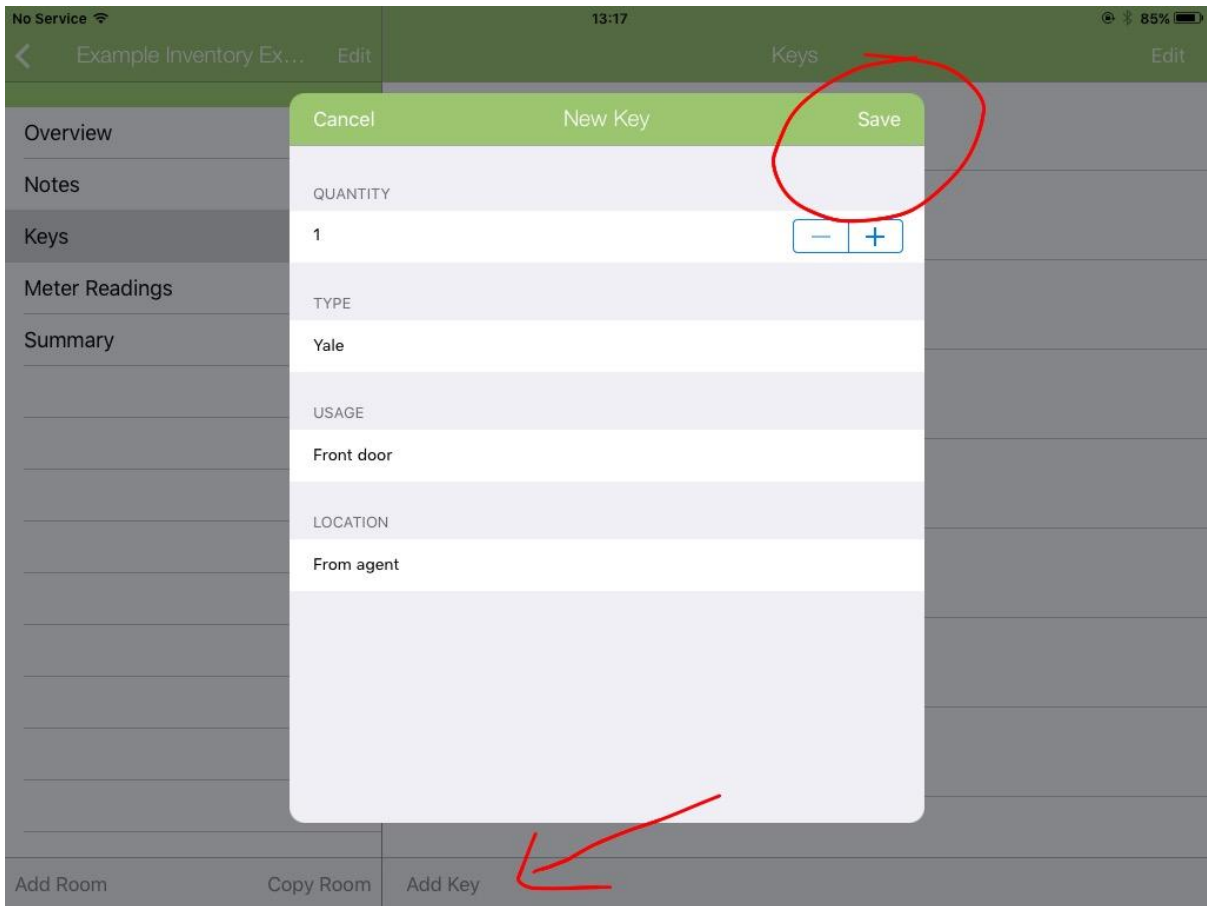 No Service 13:17 85%
Example Inventory Ex... Edit Keys Edit
Cancel New Key Save
Overview
Notes
Keys
Meter Readings
Summary
QUANTITY
1 − +
TYPE
Yale
USAGE
Front door
LOCATION
From agent
Add Room Copy Room Add Key